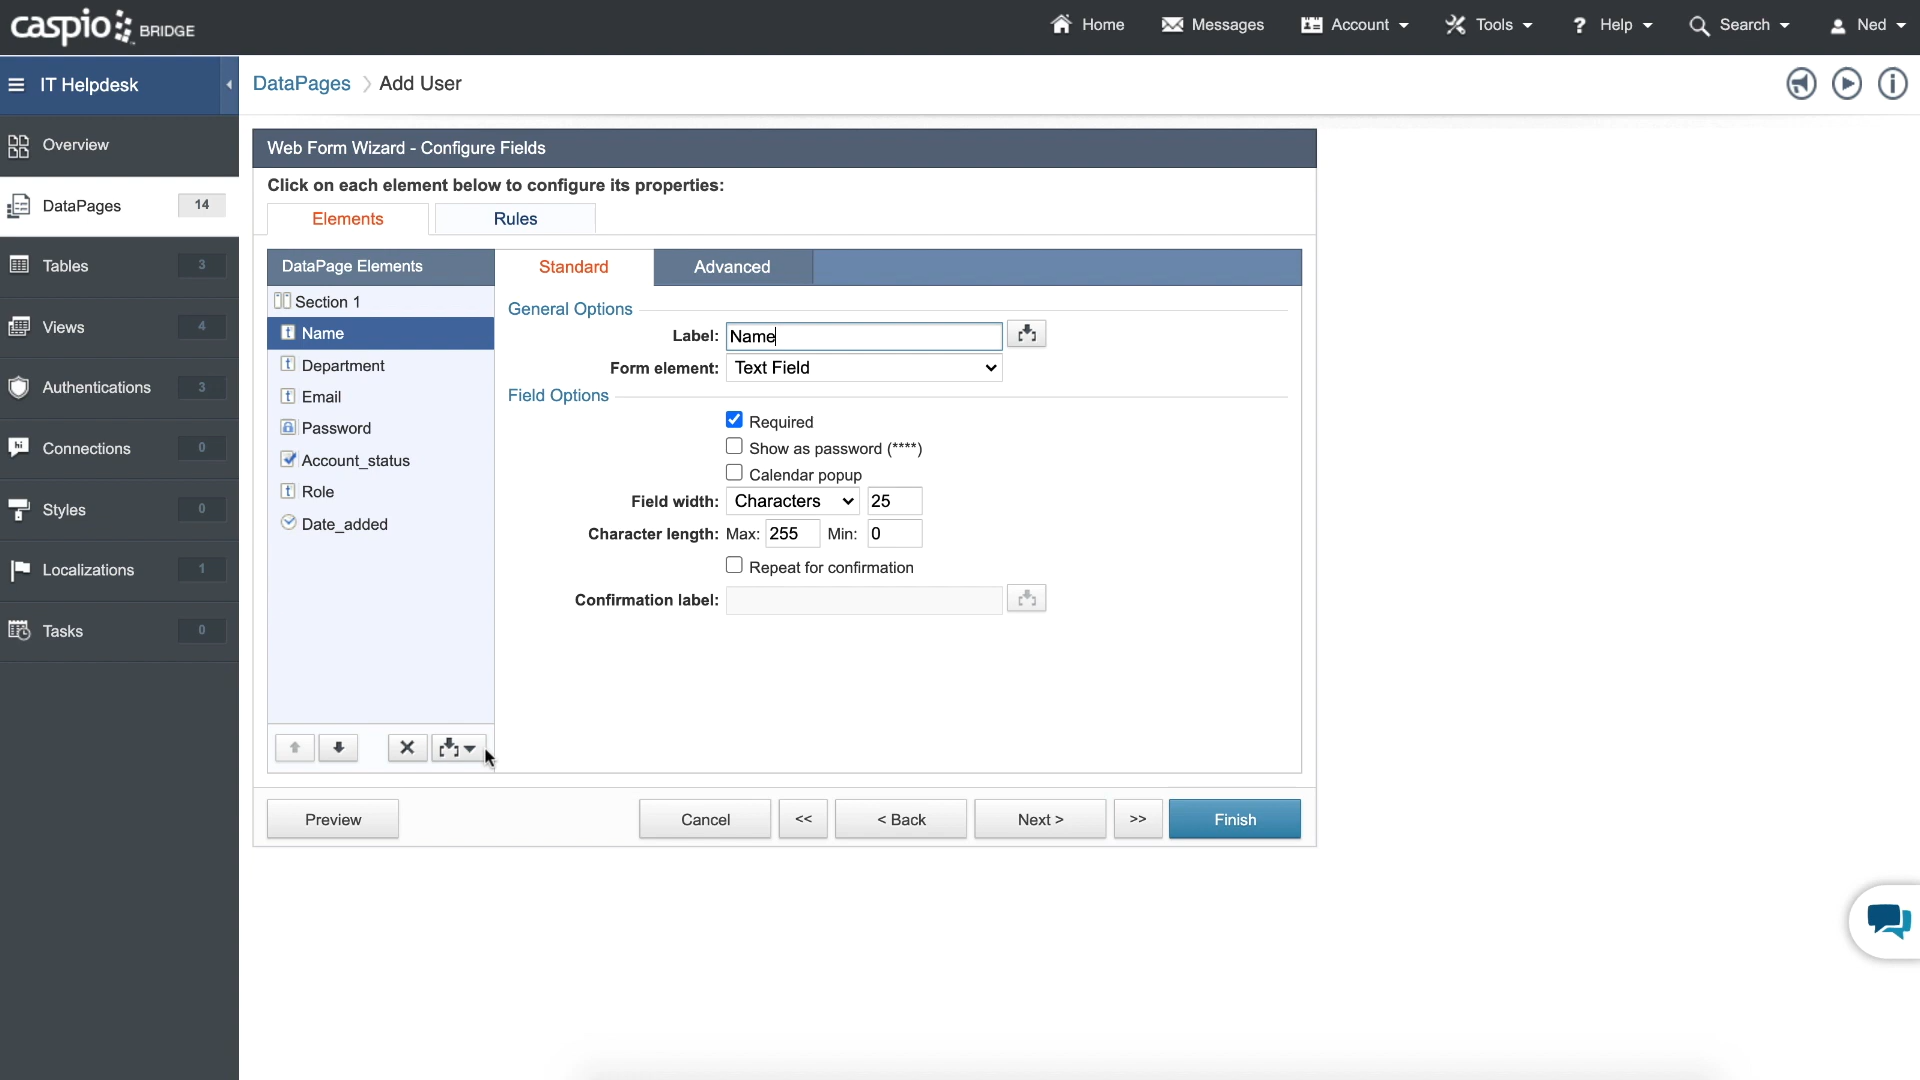 caspio BRIDGE
Home
Messages
Account
Tools
? Help
Search
Ned
IT Helpdesk
DataPages
Add User
Overview
DataPages 14
Tables 3
Views 4
Authentications 3
hi Connections 0
Styles 0
Localizations 1
Tasks 0
Web Form Wizard - Configure Fields
Click on each element below to configure its properties:
Elements
Rules
DataPage Elements
Standard
Advanced
Section 1
Name
Department
Email
Password
Account_status
Role
Date_added
General Options
Label: Name
Form element: Text Field
Field Options
Required
Show as password (****)
Calendar popup
Field width: Characters 25
Character length: Max: 255 Min: 0
Repeat for confirmation
Confirmation label:
Preview
Cancel
<<
< Back
Next >
>>
Finish